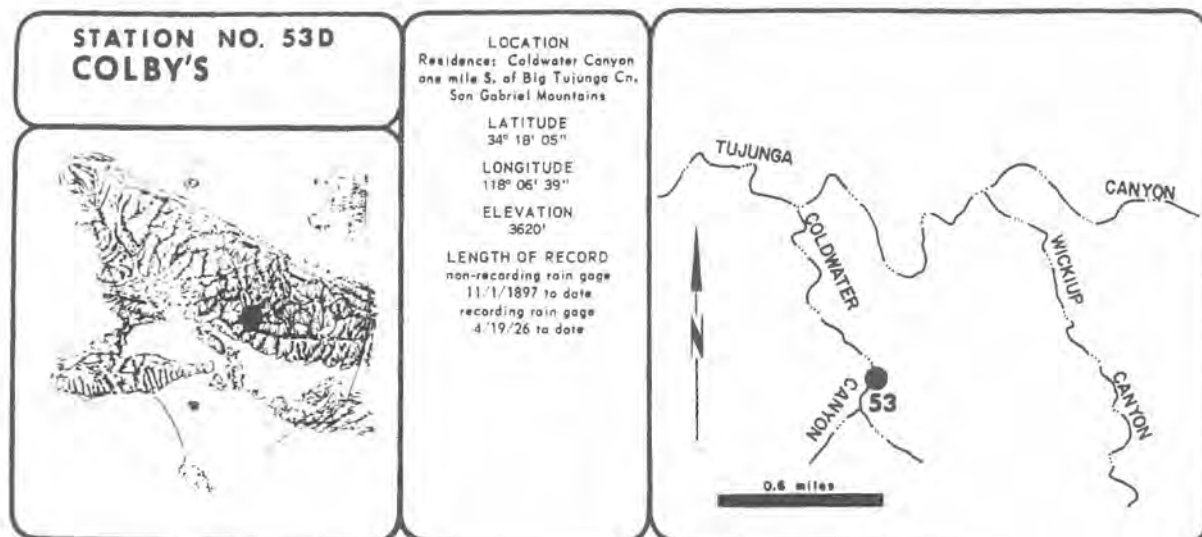 STATION NO. 53D
COLBY'S
LOCATION
Residence: Coldwater Canyon
one mile S. of Big Tujunga Cn.
San Gabriel Mountains
LATITUDE
34° 18' 05"
LONGITUDE
118° 06' 39"
ELEVATION
3620'
LENGTH OF RECORD
non-recording rain gage
11/1/1897 to date
recording rain gage
4/19/26 to date
TUJUNGA
CANYON
COLDWATER
WICKIUP
CANYON
CANYON
53
N
0.6 miles